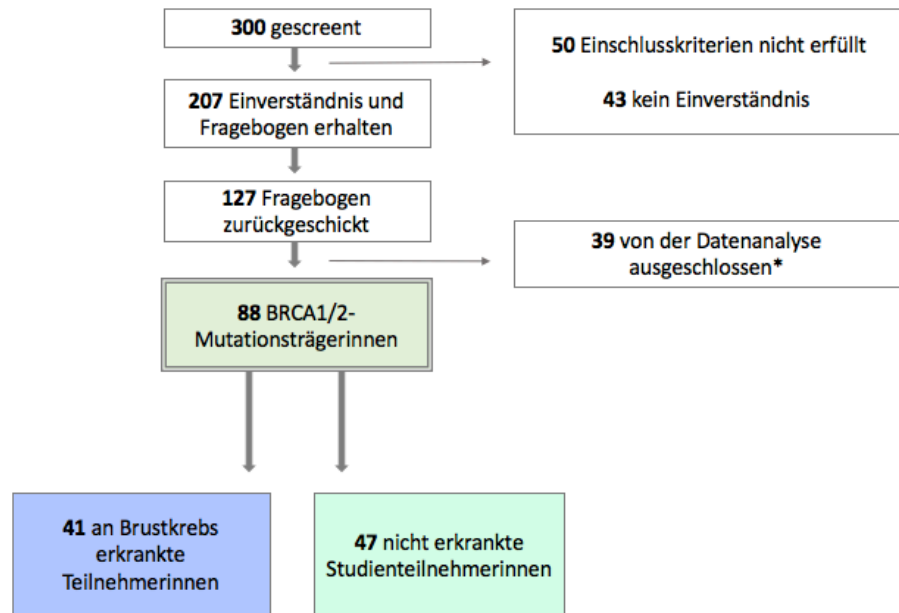 300 gescreent
50 Einschlusskriterien nicht erfüllt
43 kein Einverständnis
207 Einverständnis und
Fragebogen erhalten
127 Fragebogen
zurückgeschickt
39 von der Datenanalyse
ausgeschlossen*
88 BRCA1/2-
Mutationsträgerinnen
41 an Brustkrebs
erkrankte
Teilnehmerinnen
47 nicht erkrankte
Studienteilnehmerinnen